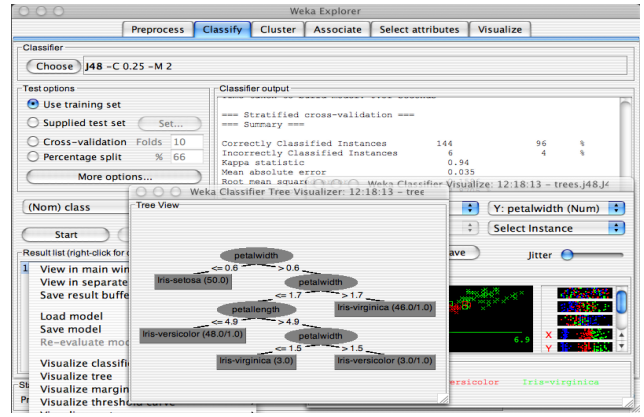 Weka Explorer
Preprocess Classify Cluster Associate Select attributes Visualize
Classifier
Choose J48 -C 0.25 -M 2
Test options
Use training set
Supplied test set Set...
Cross-validation Folds 10
Percentage split % 66
More options...
(Nom) class
Start
Result list (right-click for
Classifier output
=== Stratified cross-validation ===
=== Summary ===
Correctly Classified Instances 144 96 %
Incorrectly Classified Instances 6 4 %
Kappa statistic 0.94
Mean absolute error 0.035
Root mean square
Weka Classifier Visualize: 12:18:13 - trees.j48.J4
Y: petalwidth (Num)
Select Instance
Jitter
6.9
X
Y
ersicolor Iris-virginica
Weka Classifier Tree Visualizer: 12:18:13 - tree
Tree View
petalwidth
<= 0.6 > 0.6
Iris-setosa (50.0) petalwidth
<= 1.7 > 1.7
petallength Iris-virginica (46.0/1.0)
<= 4.9 > 4.9
Iris-versicolor (48.0/1.0) petalwidth
<= 1.5 > 1.5
Iris-virginica (3.0) Iris-versicolor (3.0/1.0)
View in main win
View in separate
Save result buffe
Load model
Save model
Re-evaluate mod
Visualize classifi
Visualize tree
Visualize margin
Visualize threshold curve